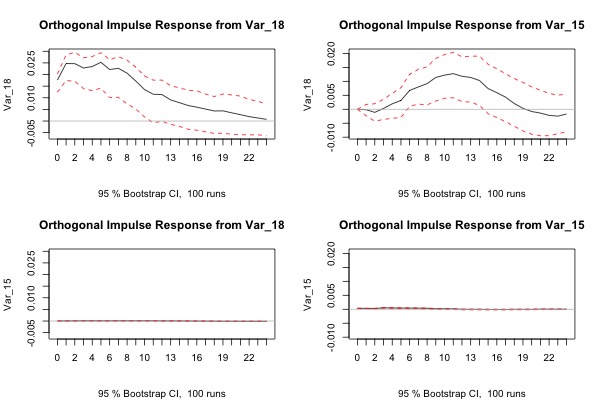 Orthogonal Impulse Response from Var_18
Var_18
-0.005 0.010 0.025
0 2 4 6 8 10 13 16 19 22
95 % Bootstrap CI, 100 runs
Orthogonal Impulse Response from Var_15
Var_18
-0.010 0.005 0.020
0 2 4 6 8 10 13 16 19 22
95 % Bootstrap CI, 100 runs
Orthogonal Impulse Response from Var_18
Var_15
-0.005 0.010 0.025
0 2 4 6 8 10 13 16 19 22
95 % Bootstrap CI, 100 runs
Orthogonal Impulse Response from Var_15
Var_15
-0.010 0.005 0.020
0 2 4 6 8 10 13 16 19 22
95 % Bootstrap CI, 100 runs